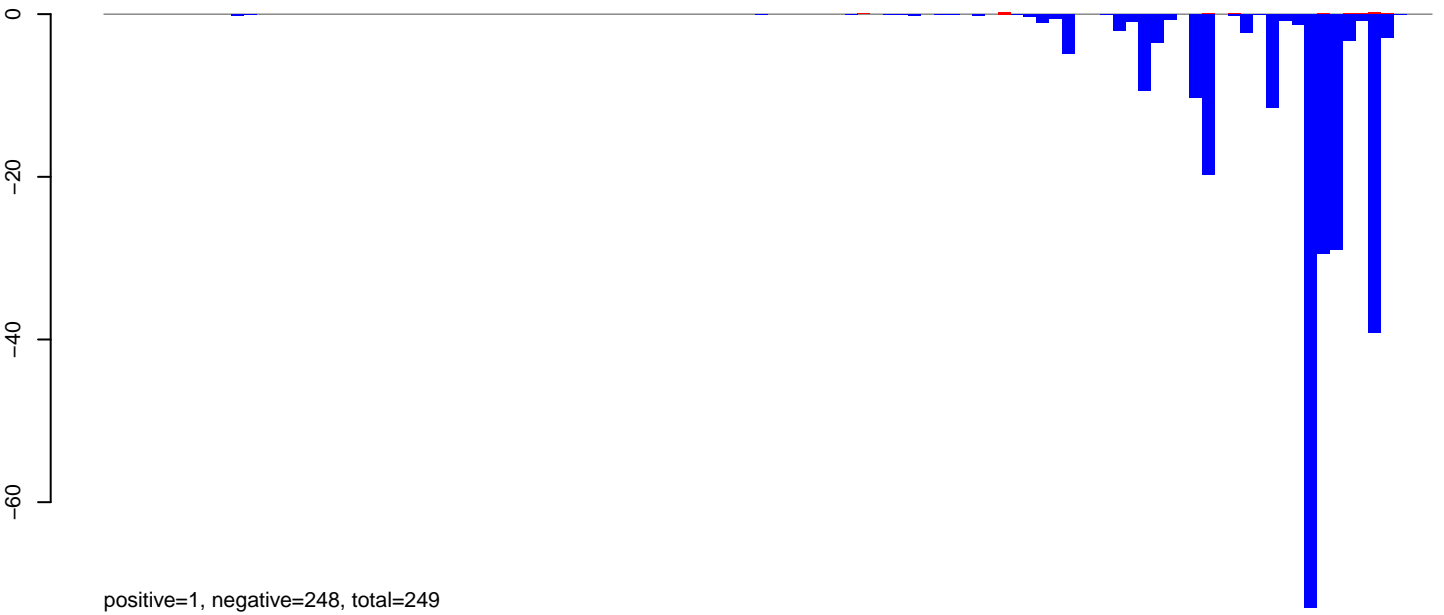 0
−20
−40
−60
positive=1, negative=248, total=249